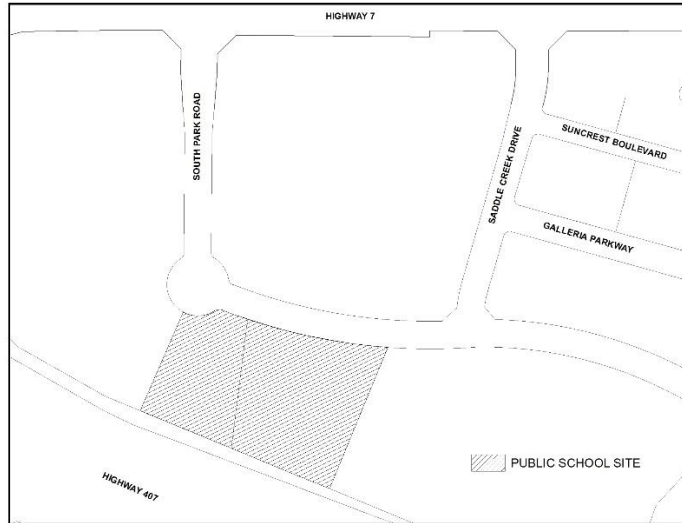 HIGHWAY 7
SOUTH PARK ROAD
SADDLE CREEK DRIVE
SUNCREST BOULEVARD
GALLERIA PARKWAY
PUBLIC SCHOOL SITE
HIGHWAY 407